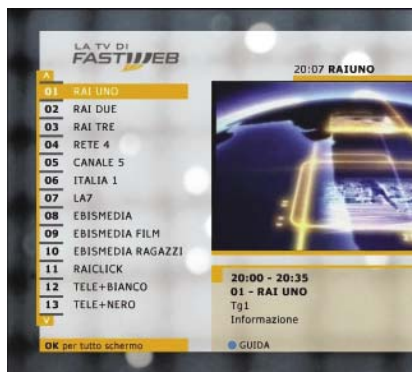 LA TV DI
FASTWEB
20:07 RAIUNO
01 RAI UNO
02 RAI DUE
03 RAI TRE
04 RETE 4
05 CANALE 5
06 ITALIA 1
07 LA7
08 EBISMEDIA
09 EBISMEDIA FILM
10 EBISMEDIA RAGAZZI
11 RAICLICK
12 TELE+BIANCO
13 TELE+NERO
OK per tutto schermo
20:00 - 20:35
01 - RAI UNO
Tg1
Informazione
GUIDA